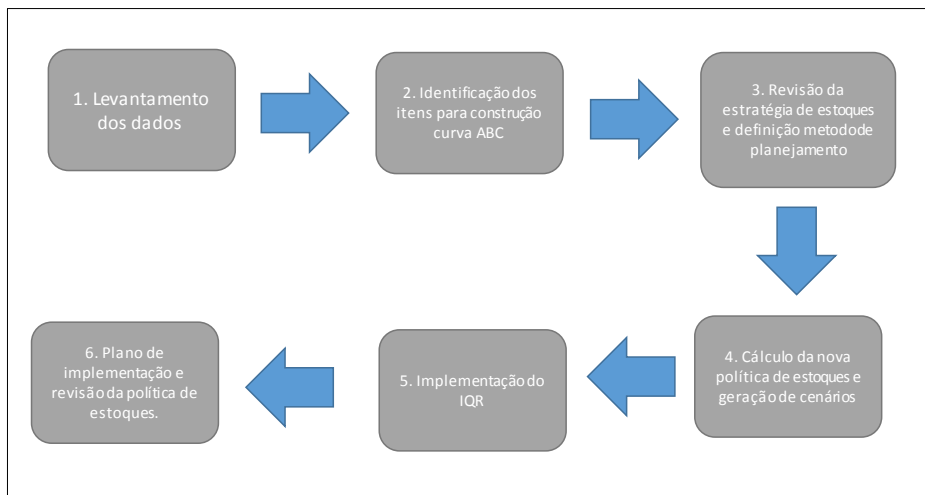 1. Levantamento
dos dados
2. Identificação dos
itens para construção
curva ABC
3. Revisão da
estratégia de estoques
e definição metodode
planejamento
4. Cálculo da nova
política de estoques e
geração de cenários
5. Implementação do
IQR
6. Plano de
implementação e
revisão da política de
estoques.